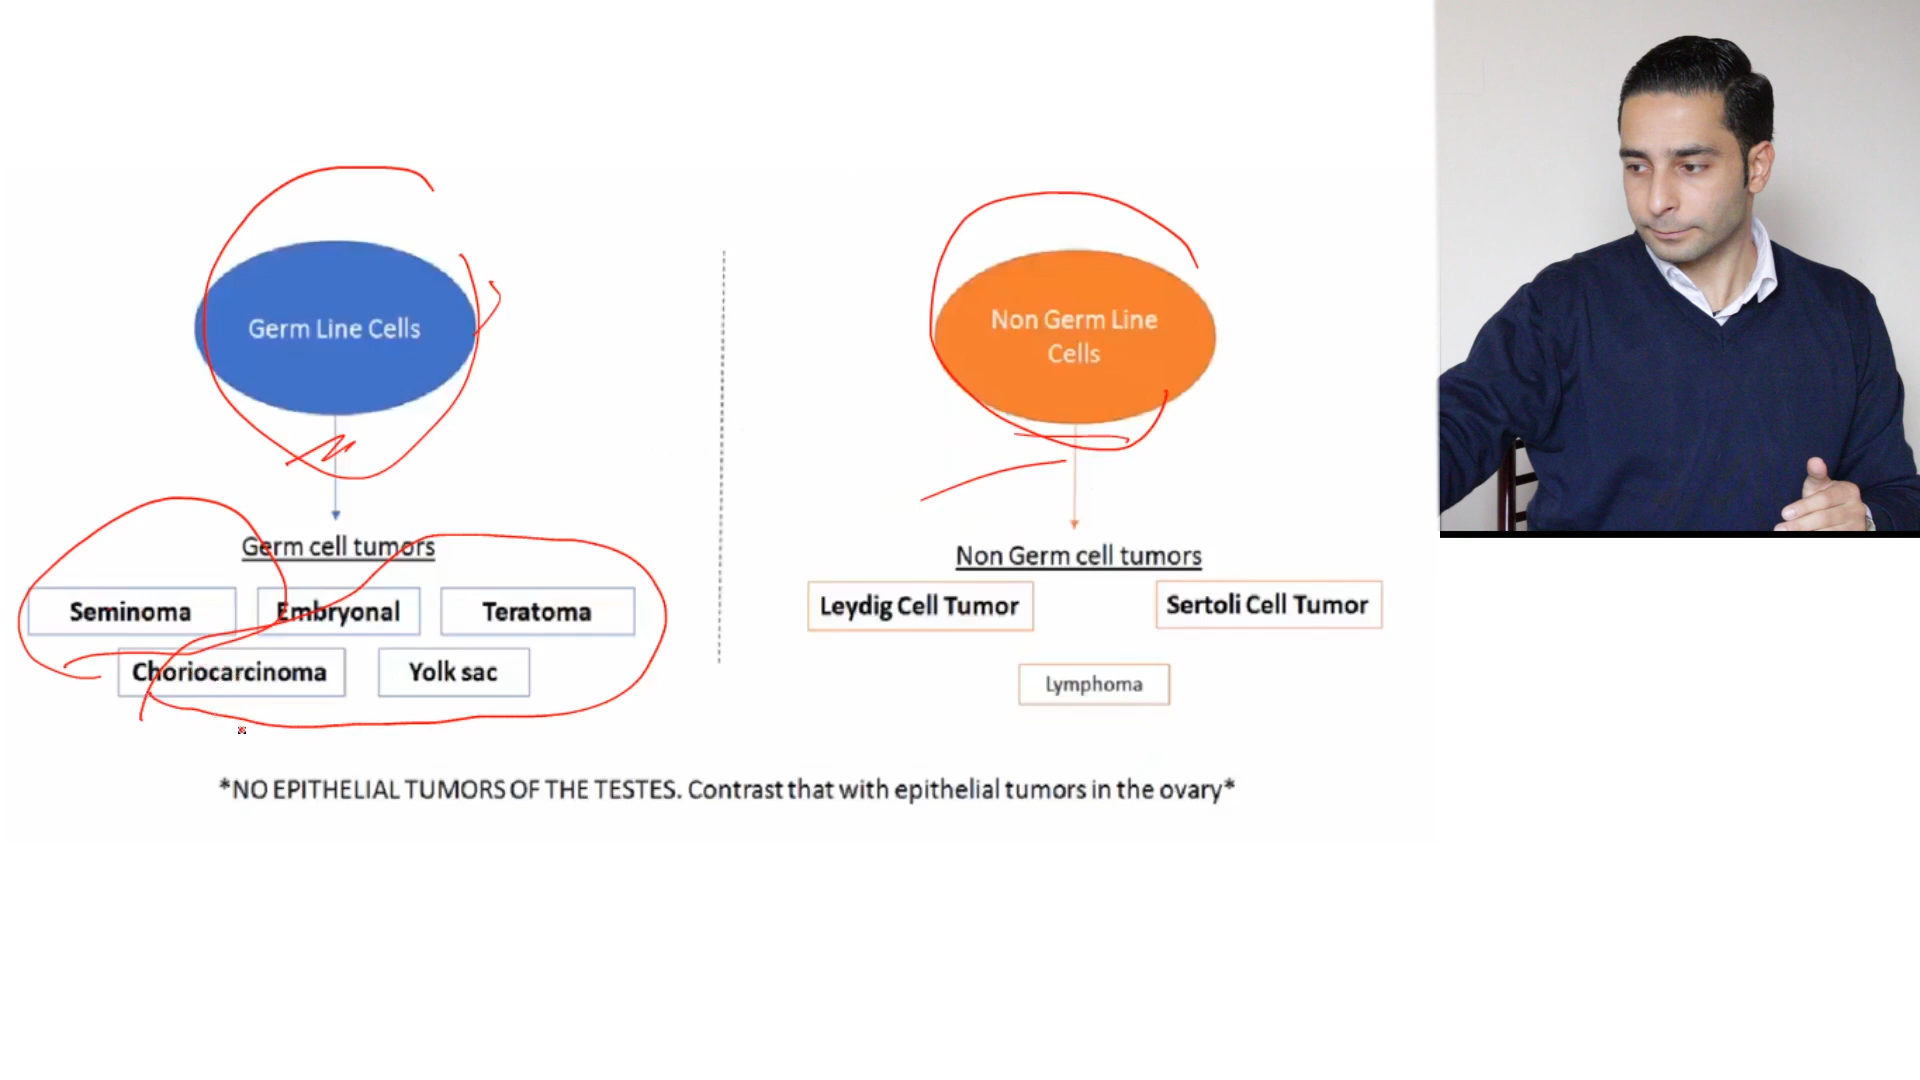 Germ Line Cells
Non Germ Line
Cells
Germ cell tumors
Seminoma
Embryonal
Teratoma
Choriocarcinoma
Yolk sac
Non Germ cell tumors
Leydig Cell Tumor
Sertoli Cell Tumor
Lymphoma
*NO EPITHELIAL TUMORS OF THE TESTES. Contrast that with epithelial tumors in the ovary*